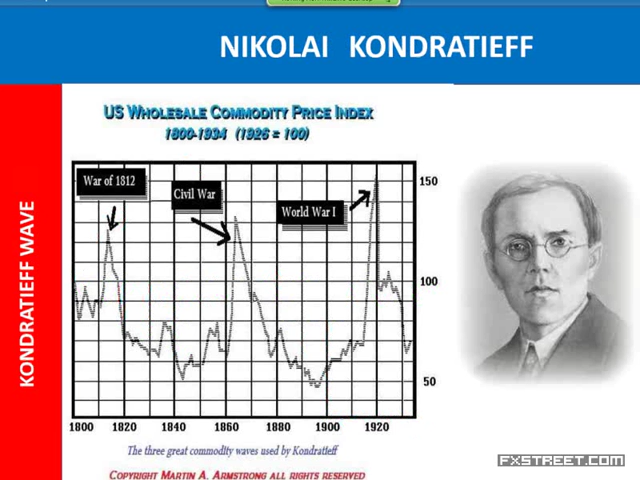 NIKOLAI KONDRATIEFF
KONDRATIEFF WAVE
US WHOLESALE COMMODITY PRICE INDEX
1800-1934 (1926 = 100)
War of 1812
Civil War
World War I
150
100
50
1800 1820 1840 1860 1880 1900 1920
The three great commodity waves used by Kondratieff
COPYRIGHT MARTIN A. ARMSTRONG ALL RIGHTS RESERVED
FXSTREET.COM